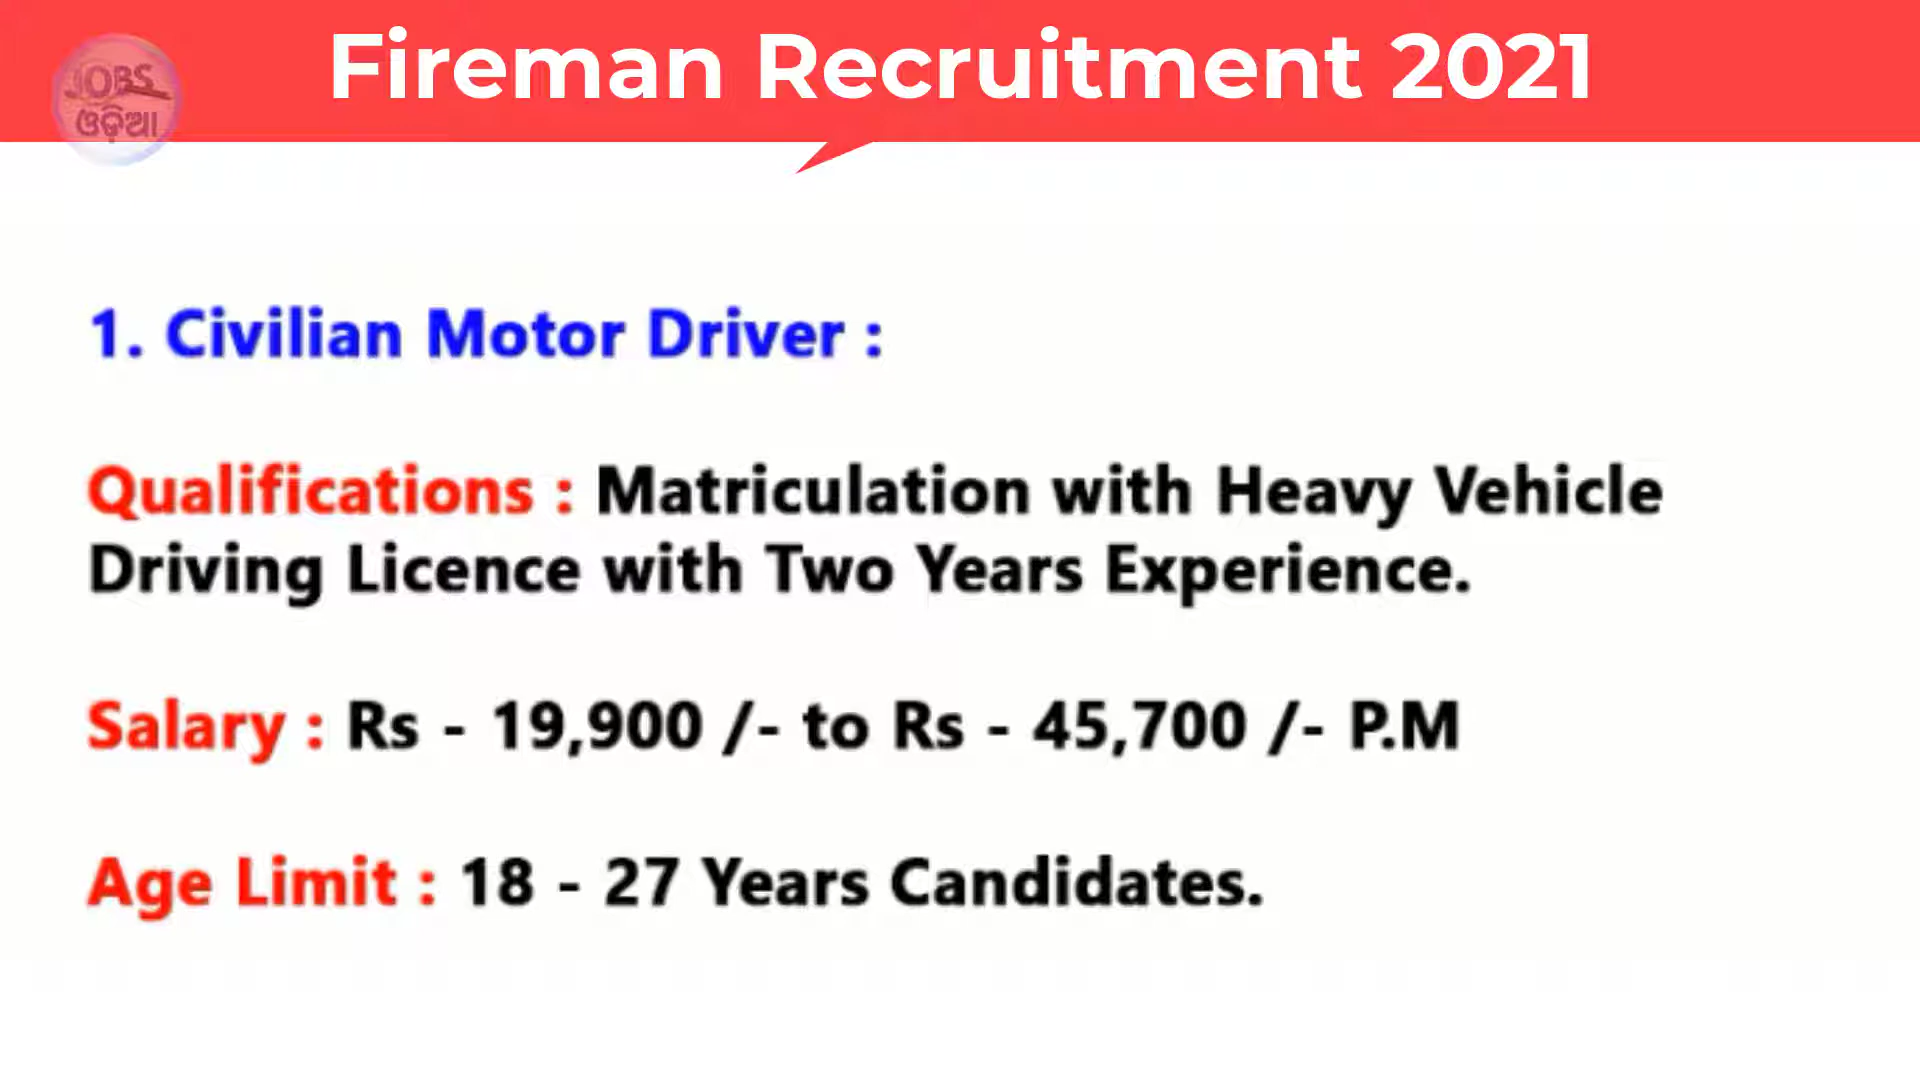 Fireman Recruitment 2021
JOBS
ଓଡ଼ିଆ
1. Civilian Motor Driver :
Qualifications : Matriculation with Heavy Vehicle
Driving Licence with Two Years Experience.
Salary : Rs - 19,900 /- to Rs - 45,700 /- P.M
Age Limit : 18 - 27 Years Candidates.